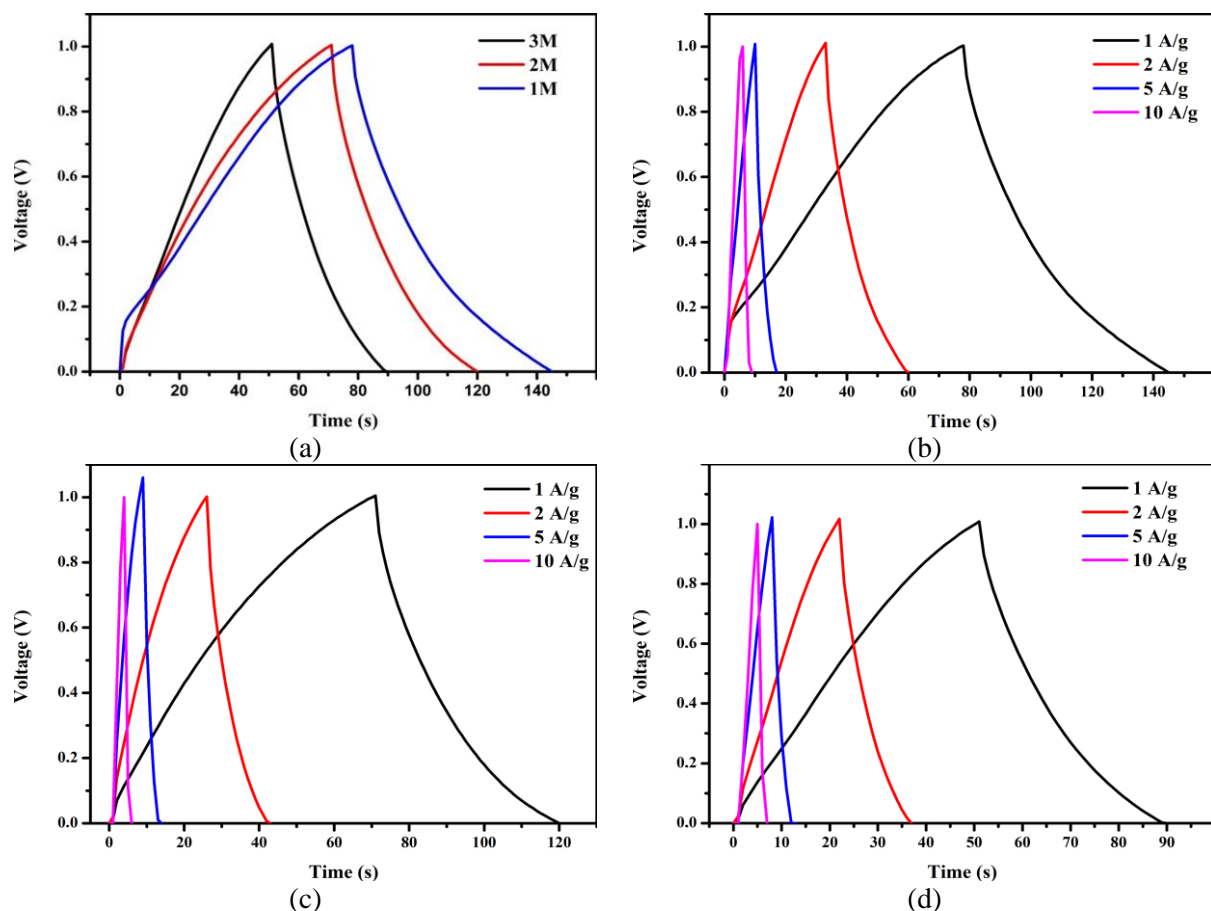 3M
2M
1M
Voltage (V)
1.0
0.8
0.6
0.4
0.2
0.0
0 20 40 60 80 100 120 140
Time (s)
(a)
1 A/g
2 A/g
5 A/g
10 A/g
Voltage (V)
1.0
0.8
0.6
0.4
0.2
0.0
0 20 40 60 80 100 120 140
Time (s)
(b)
1 A/g
2 A/g
5 A/g
10 A/g
Voltage (V)
1.0
0.8
0.6
0.4
0.2
0.0
0 20 40 60 80 100 120
Time (s)
(c)
1 A/g
2 A/g
5 A/g
10 A/g
Voltage (V)
1.0
0.8
0.6
0.4
0.2
0.0
0 10 20 30 40 50 60 70 80 90
Time (s)
(d)